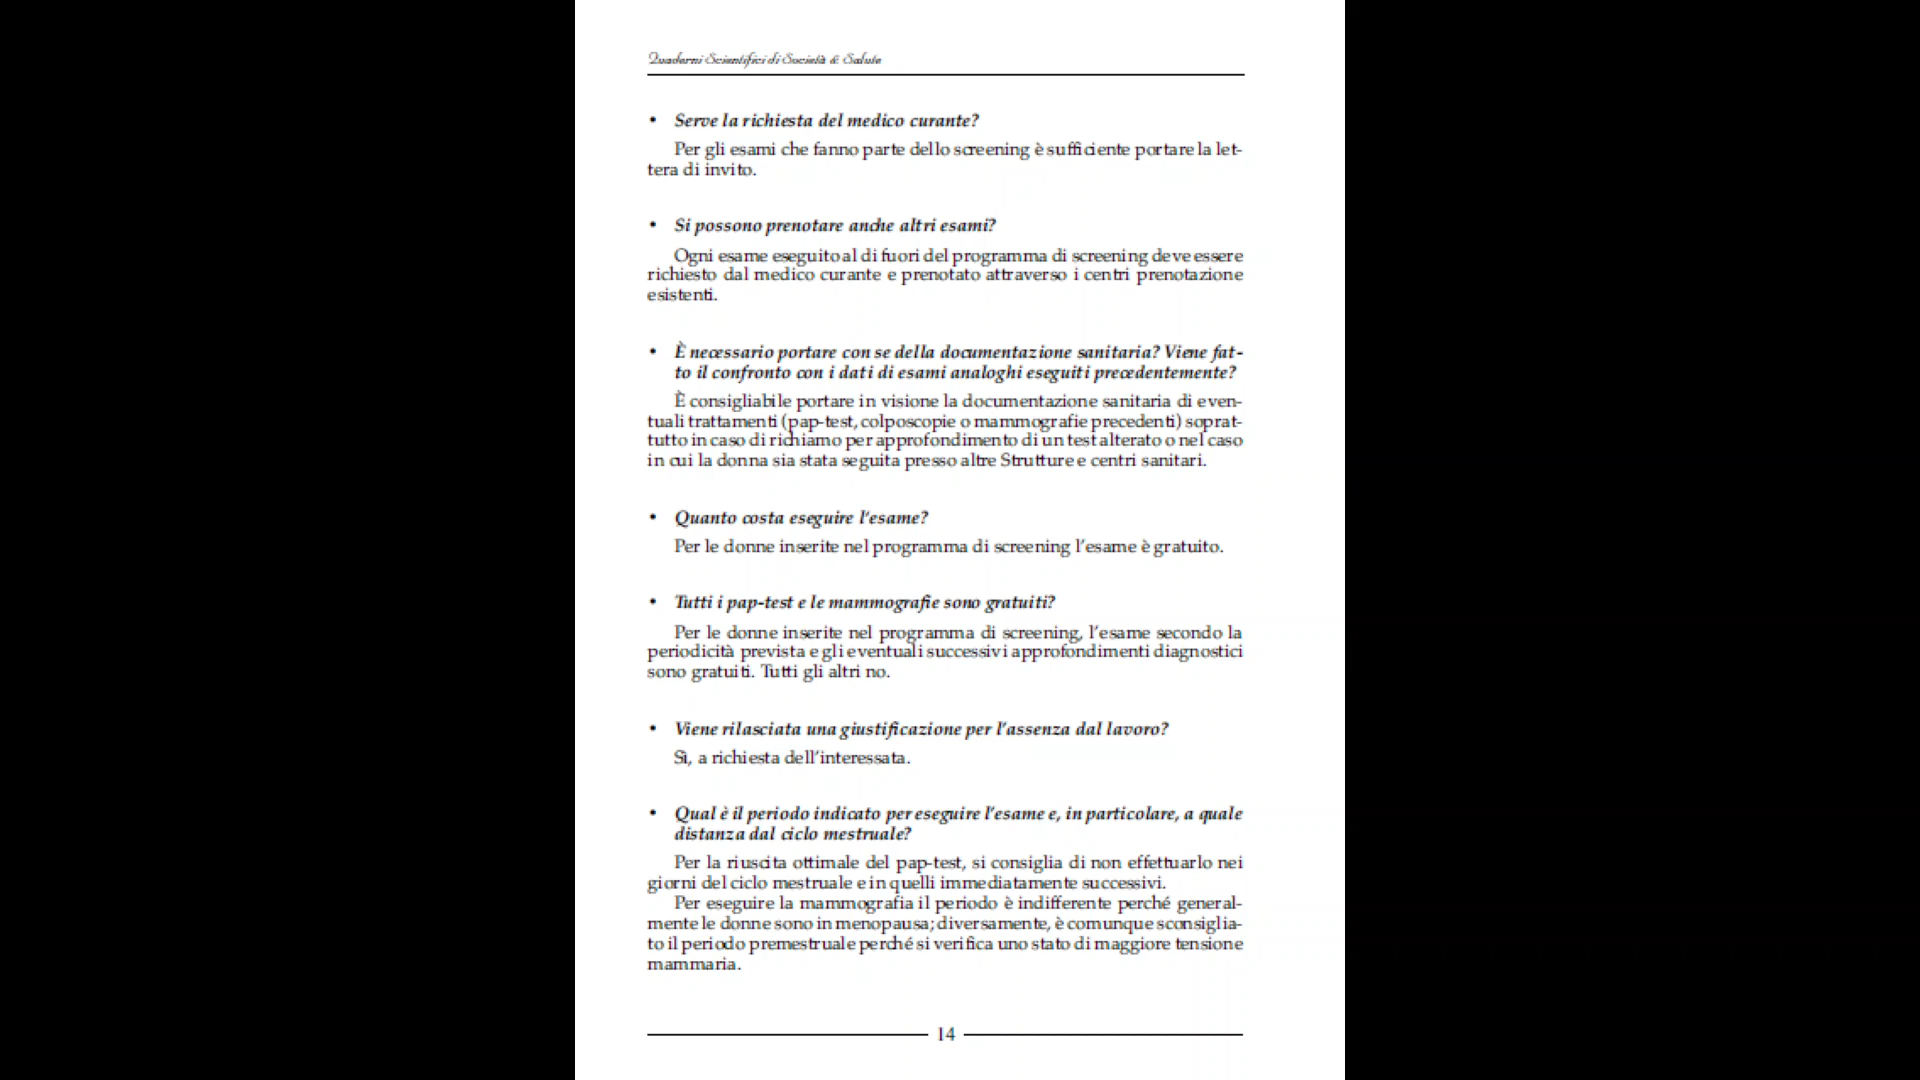 Quaderni Scientifici di Società & Salute
• Serve la richiesta del medico curante?
Per gli esami che fanno parte dello screening è sufficiente portare la let-
tera di invito.
• Si possono prenotare anche altri esami?
Ogni esame eseguito al di fuori del programma di screening deve essere
richiesto dal medico curante e prenotato attraverso i centri prenotazione
esistenti.
• È necessario portare con se della documentazione sanitaria? Viene fat-
to il confronto con i dati di esami analoghi eseguiti precedentemente?
È consigliabile portare in visione la documentazione sanitaria di even-
tuali trattamenti (pap-test, colposcopie o mammografie precedenti) soprat-
tutto in caso di richiamo per approfondimento di un test alterato o nel caso
in cui la donna sia stata seguita presso altre Strutture e centri sanitari.
• Quanto costa eseguire l'esame?
Per le donne inserite nel programma di screening l'esame è gratuito.
• Tutti i pap-test e le mammografie sono gratuiti?
Per le donne inserite nel programma di screening, l'esame secondo la
periodicità prevista e gli eventuali successivi approfondimenti diagnostici
sono gratuiti. Tutti gli altri no.
• Viene rilasciata una giustificazione per l'assenza dal lavoro?
Sì, a richiesta dell'interessata.
• Qual è il periodo indicato per eseguire l'esame e, in particolare, a quale
distanza dal ciclo mestruale?
Per la riuscita ottimale del pap-test, si consiglia di non effettuarlo nei
giorni del ciclo mestruale e in quelli immediatamente successivi.
Per eseguire la mammografia il periodo è indifferente perché general-
mente le donne sono in menopausa; diversamente, è comunque sconsiglia-
to il periodo premestruale perché si verifica uno stato di maggiore tensione
mammaria.
14